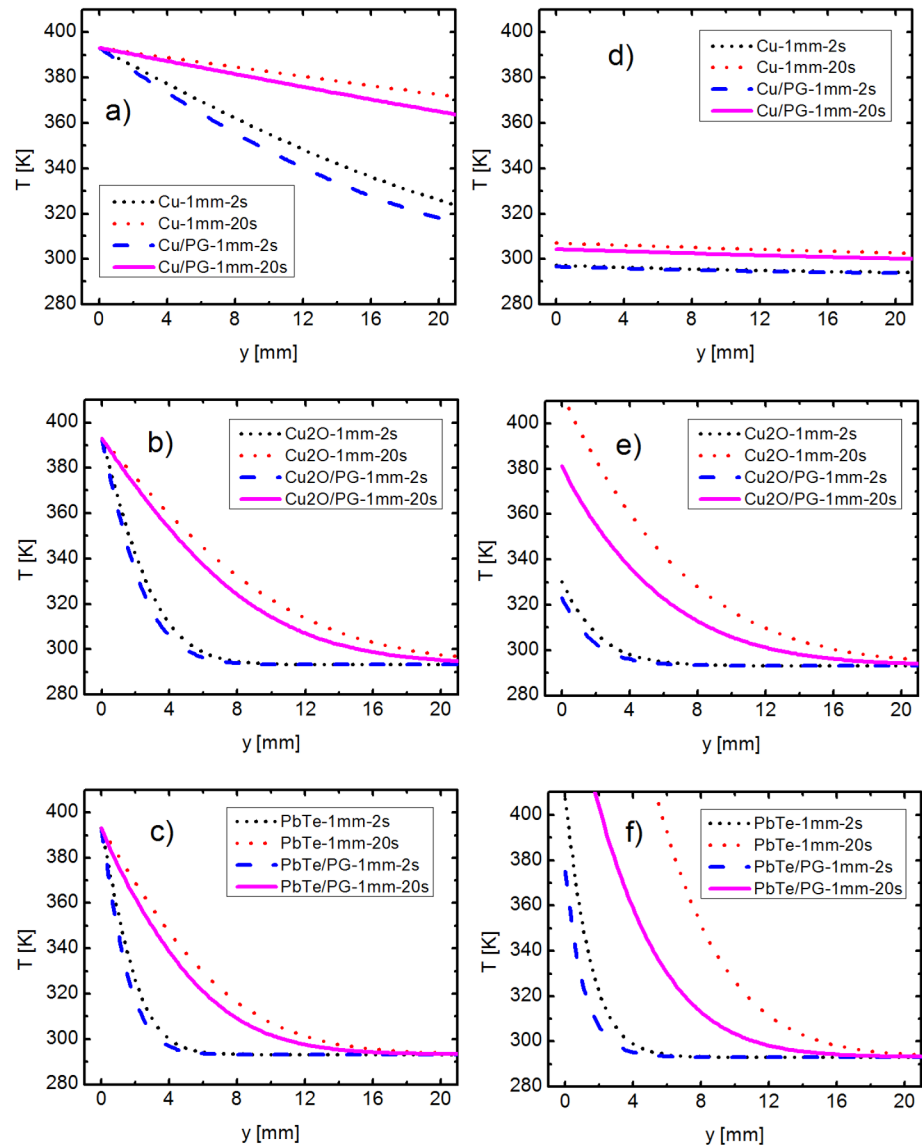 400
380
360
340
320
300
280
T [K]
a)
Cu-1mm-2s
Cu-1mm-20s
Cu/PG-1mm-2s
Cu/PG-1mm-20s
0 4 8 12 16 20
y [mm]
400
380
360
340
320
300
280
T [K]
d)
Cu-1mm-2s
Cu-1mm-20s
Cu/PG-1mm-2s
Cu/PG-1mm-20s
0 4 8 12 16 20
y [mm]
400
380
360
340
320
300
280
T [K]
b)
Cu2O-1mm-2s
Cu2O-1mm-20s
Cu2O/PG-1mm-2s
Cu2O/PG-1mm-20s
0 4 8 12 16 20
y [mm]
400
380
360
340
320
300
280
T [K]
e)
Cu2O-1mm-2s
Cu2O-1mm-20s
Cu2O/PG-1mm-2s
Cu2O/PG-1mm-20s
0 4 8 12 16 20
y [mm]
400
380
360
340
320
300
280
T [K]
c)
PbTe-1mm-2s
PbTe-1mm-20s
PbTe/PG-1mm-2s
PbTe/PG-1mm-20s
0 4 8 12 16 20
y [mm]
400
380
360
340
320
300
280
T [K]
f)
PbTe-1mm-2s
PbTe-1mm-20s
PbTe/PG-1mm-2s
PbTe/PG-1mm-20s
0 4 8 12 16 20
y [mm]